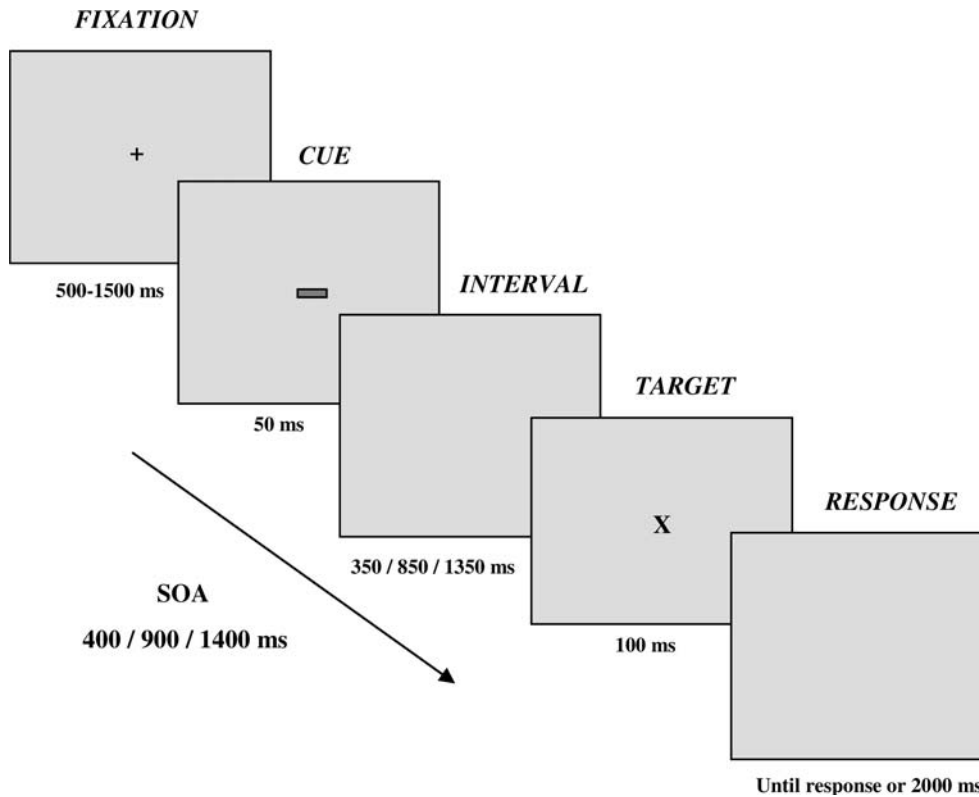 FIXATION
+
500-1500 ms
CUE
50 ms
INTERVAL
350 / 850 / 1350 ms
TARGET
X
100 ms
RESPONSE
Until response or 2000 ms
SOA
400 / 900 / 1400 ms